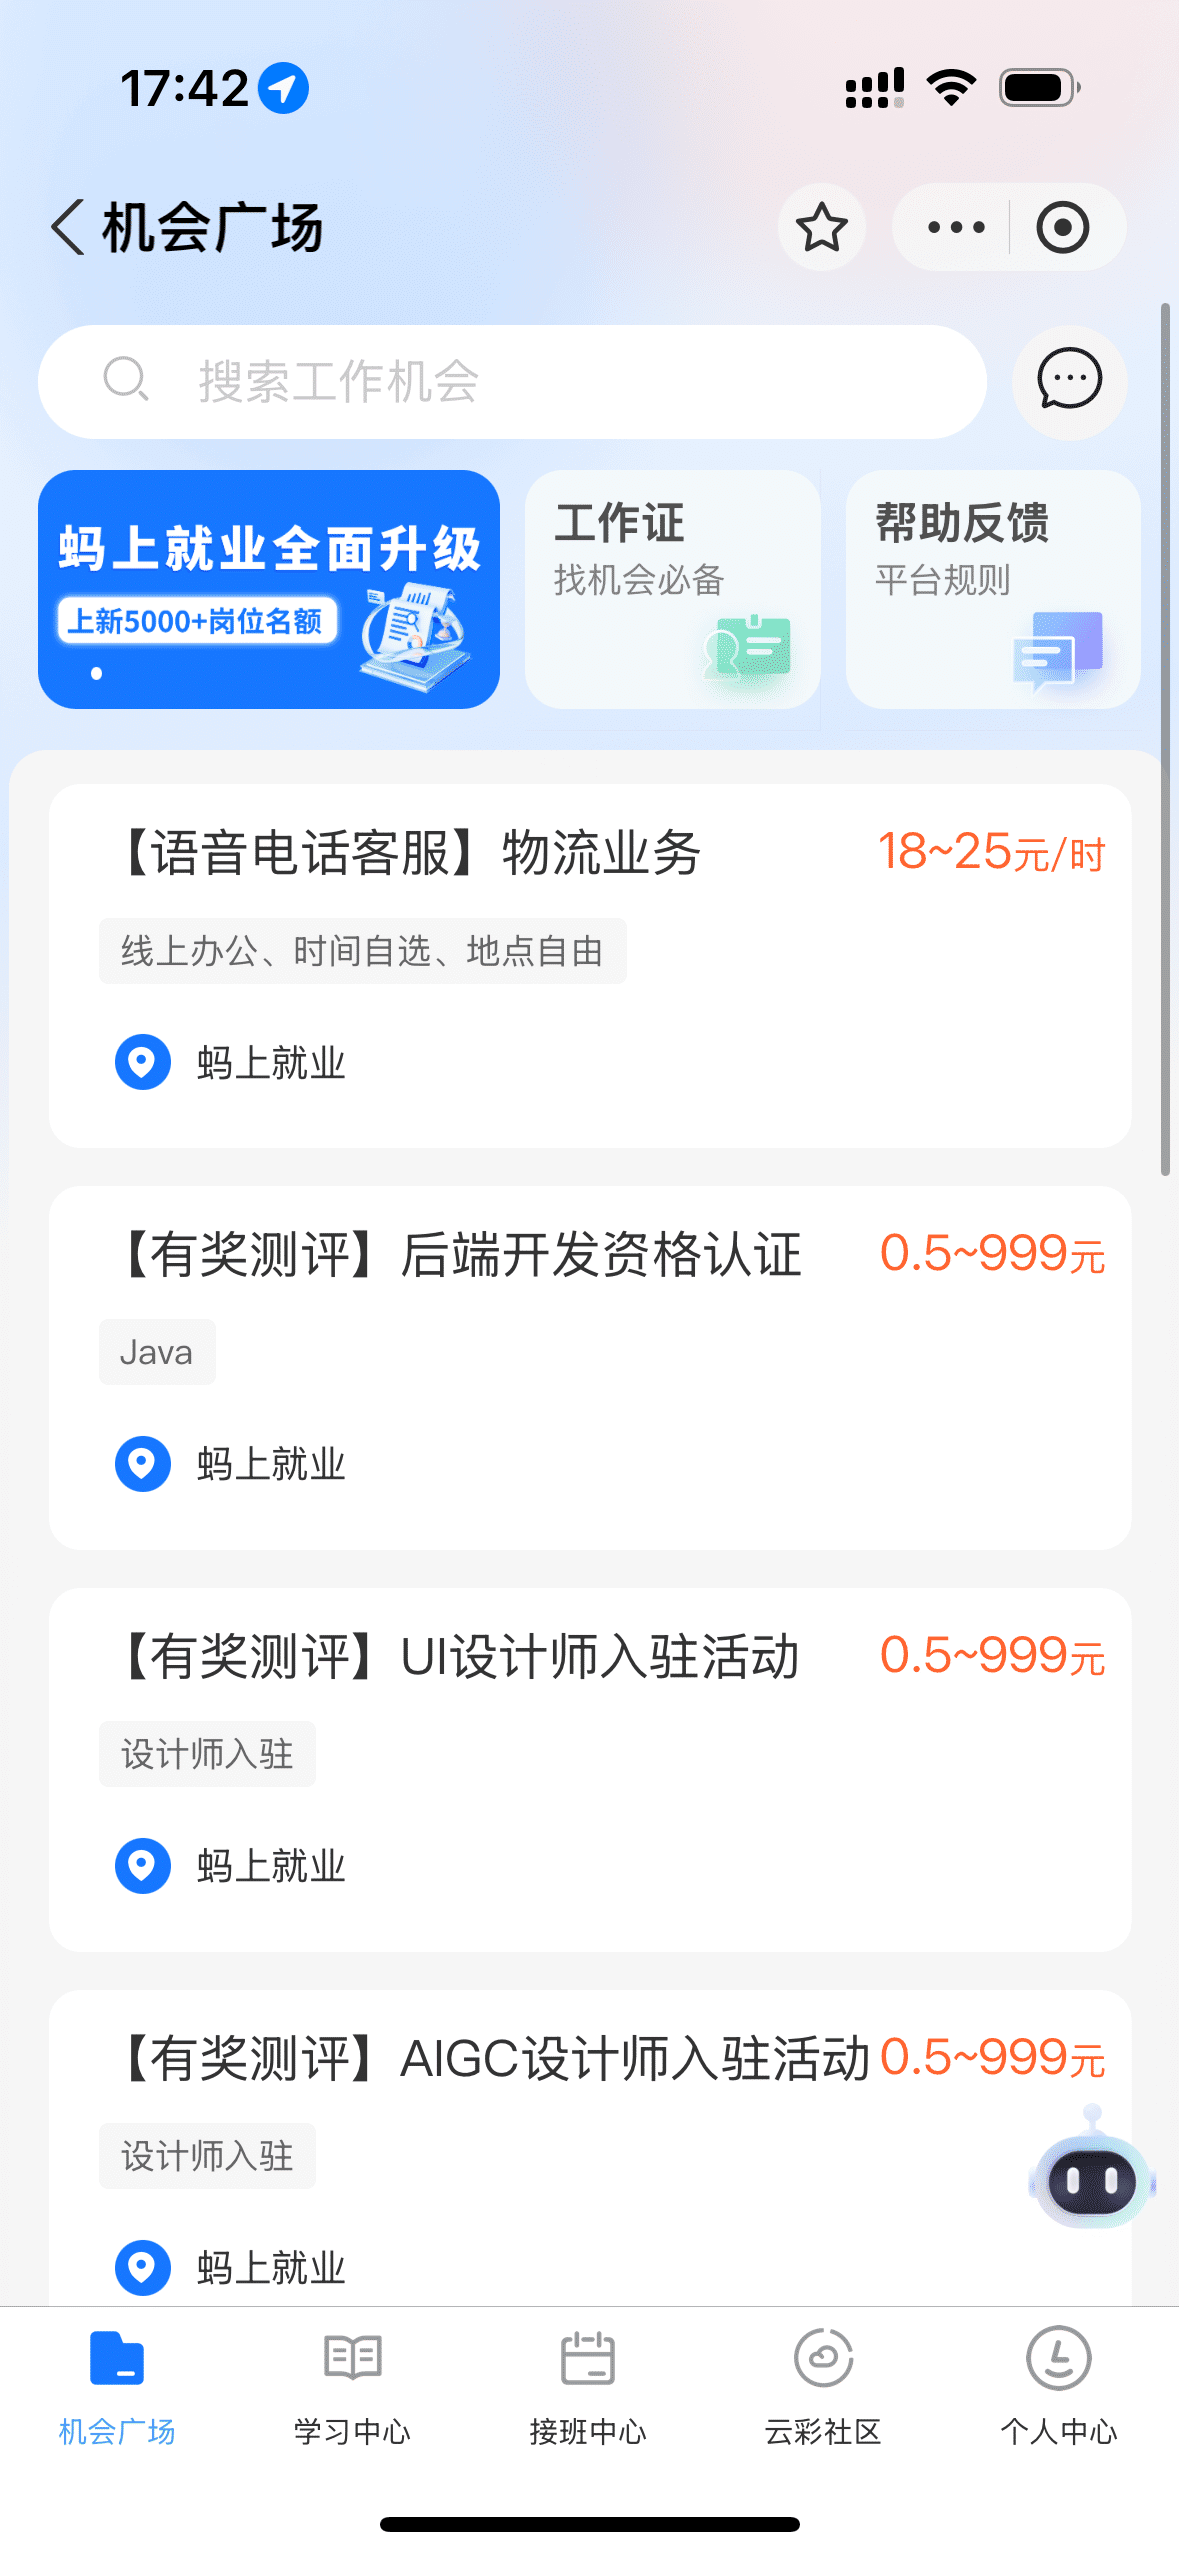 17:42
机会广场
搜索工作机会
蚂上就业全面升级
上新5000+岗位名额
工作证
找机会必备
帮助反馈
平台规则
【语音电话客服】物流业务 18~25元/时
线上办公、时间自选、地点自由
蚂上就业
【有奖测评】后端开发资格认证 0.5~999元
Java
蚂上就业
【有奖测评】UI设计师入驻活动 0.5~999元
设计师入驻
蚂上就业
【有奖测评】AIGC设计师入驻活动 0.5~999元
设计师入驻
蚂上就业
机会广场 学习中心 接班中心 云彩社区 个人中心